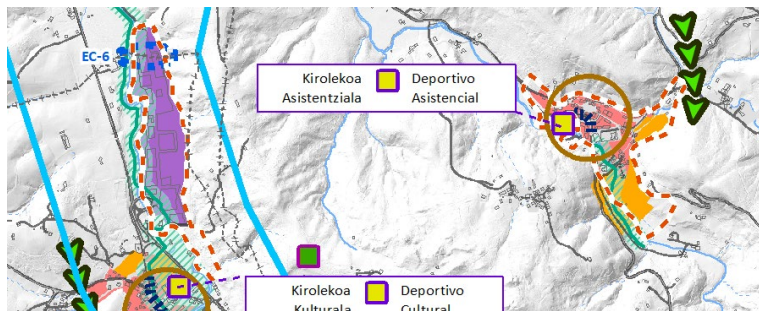 EC-6
Kirolekoa Deportivo
Asistentziala Asistencial
Kirolekoa Deportivo
Kulturala Cultural